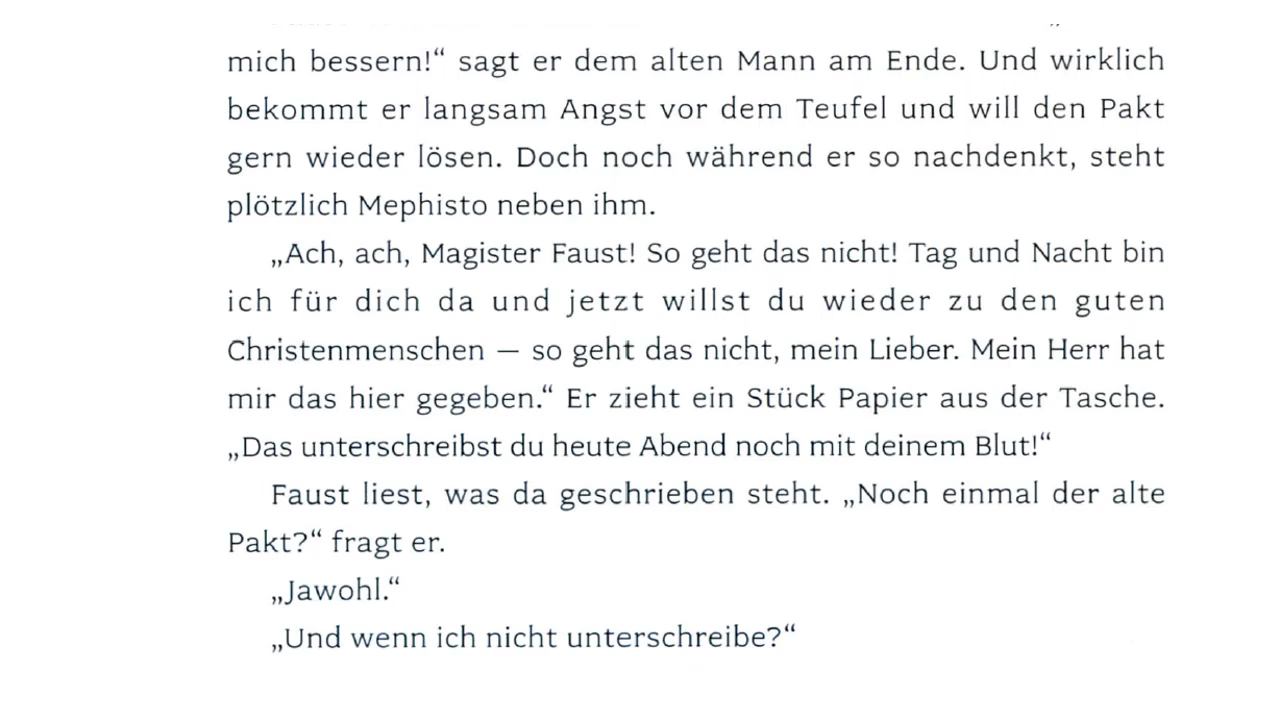 mich bessern!“ sagt er dem alten Mann am Ende. Und wirklich
bekommt er langsam Angst vor dem Teufel und will den Pakt
gern wieder lösen. Doch noch während er so nachdenkt, steht
plötzlich Mephisto neben ihm.
„Ach, ach, Magister Faust! So geht das nicht! Tag und Nacht bin
ich für dich da und jetzt willst du wieder zu den guten
Christenmenschen — so geht das nicht, mein Lieber. Mein Herr hat
mir das hier gegeben.“ Er zieht ein Stück Papier aus der Tasche.
„Das unterschreibst du heute Abend noch mit deinem Blut!“
Faust liest, was da geschrieben steht. „Noch einmal der alte
Pakt?“ fragt er.
„Jawohl.“
„Und wenn ich nicht unterschreibe?“